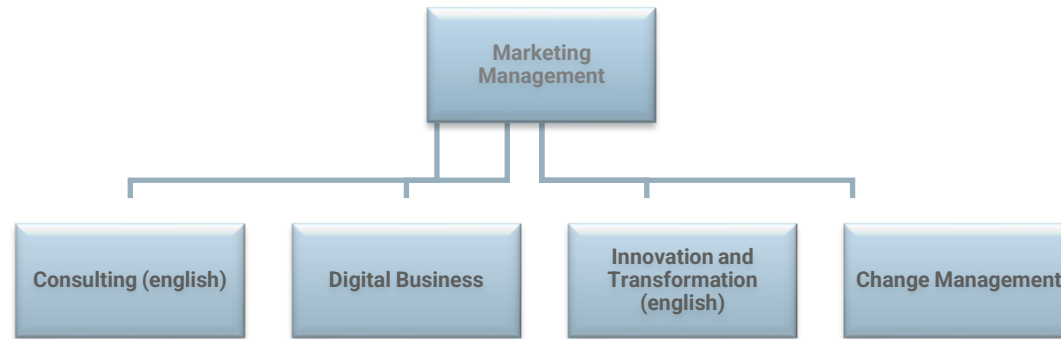 Marketing
Management
Consulting (english)
Digital Business
Innovation and
Transformation
(english)
Change Management